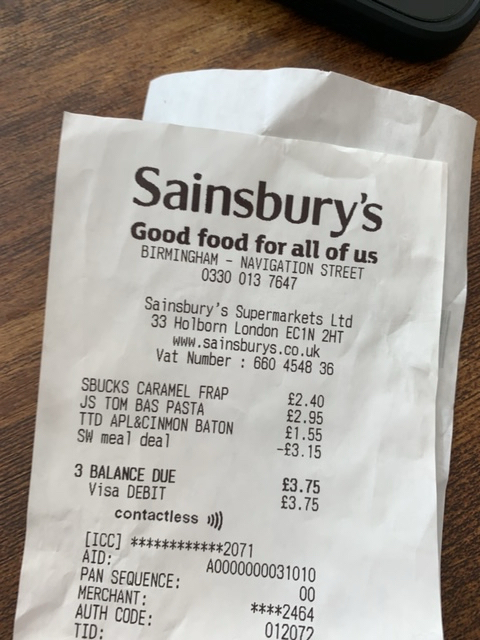 Sainsbury's
Good food for all of us
BIRMINGHAM - NAVIGATION STREET
0330 013 7647
Sainsbury's Supermarkets Ltd
33 Holborn London EC1N 2HT
www.sainsburys.co.uk
Vat Number : 660 4548 36
SBUCKS CARAMEL FRAP £2.40
JS TOM BAS PASTA £2.95
TTD APL&CINMON BATON £1.55
SW meal deal -£3.15
3 BALANCE DUE £3.75
Visa DEBIT £3.75
contactless
[ICC] ************2071
AID: A0000000031010
PAN SEQUENCE: 00
MERCHANT: ****2464
AUTH CODE: 012072
TID: